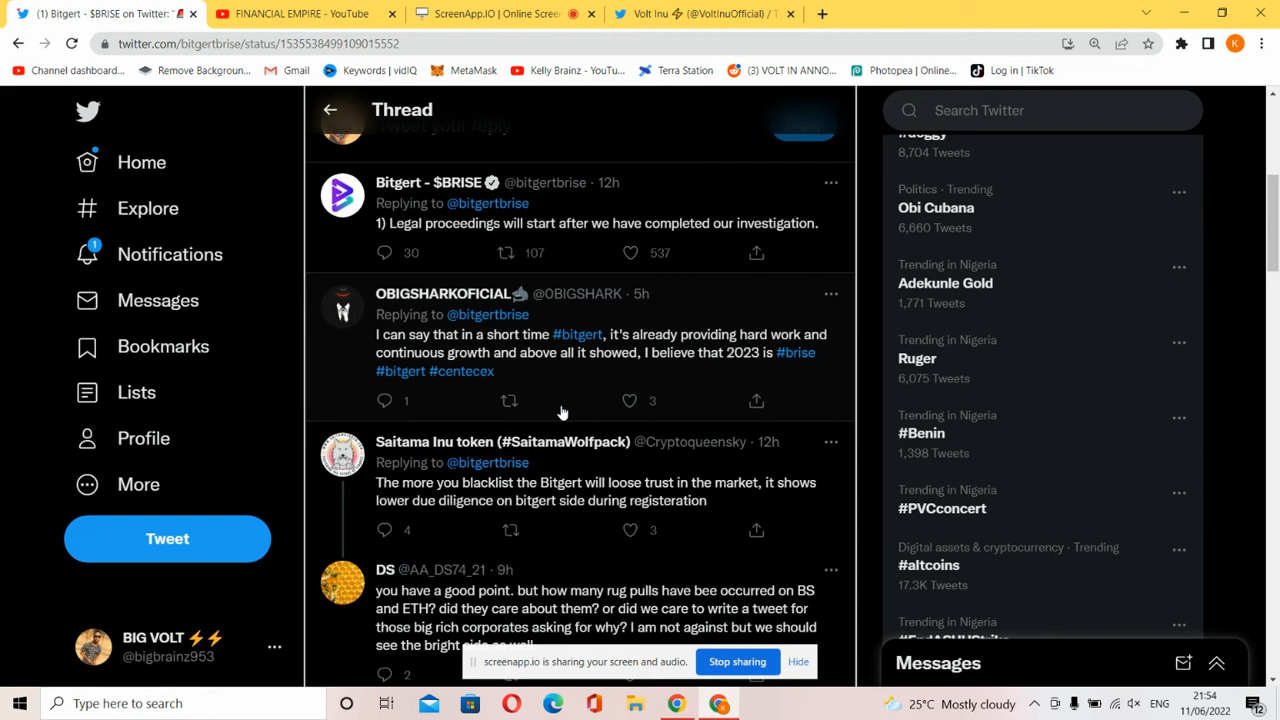 (1) Bitgert - $BRISE on Twitter: "
FINANCIAL EMPIRE - YouTube
ScreenApp.IO | Online Scree
Volt Inu ⚡ (@VoltInuOfficial) / T
twitter.com/bitgertbrise/status/1535538499109015552
K
Channel dashboard...
Remove Backgroun...
Gmail
Keywords | vidIQ
MetaMask
Kelly Brainz - YouTu...
Terra Station
(3) VOLT IN ANNO...
Photopea | Online...
Log in | TikTok
Home
Explore
1
Notifications
Messages
Bookmarks
Lists
Profile
More
Tweet
BIG VOLT ⚡⚡
@bigbrainz953
Thread
Tweet your reply
Reply
Bitgert - $BRISE @bitgertbrise · 12h
Replying to @bitgertbrise
1) Legal proceedings will start after we have completed our investigation.
30 107 537
OBIGSHARKOFICIAL🦈 @0BIGSHARK · 5h
Replying to @bitgertbrise
I can say that in a short time #bitgert, it's already providing hard work and
continuous growth and above all it showed, I believe that 2023 is #brise
#bitgert #centecex
1 3
Saitama Inu token (#SaitamaWolfpack) @Cryptoqueensky · 12h
Replying to @bitgertbrise
The more you blacklist the Bitgert will loose trust in the market, it shows
lower due diligence on bitgert side during registeration
4 3
DS @AA_DS74_21 · 9h
you have a good point. but how many rug pulls have bee occurred on BS
and ETH? did they care about them? or did we care to write a tweet for
those big rich corporates asking for why? I am not against but we should
see the bright side as well
2
screenapp.io is sharing your screen and audio.
Stop sharing
Hide
Search Twitter
#doggy
8,704 Tweets
Politics · Trending
Obi Cubana
6,660 Tweets
Trending in Nigeria
Adekunle Gold
1,771 Tweets
Trending in Nigeria
Ruger
6,075 Tweets
Trending in Nigeria
#Benin
1,398 Tweets
Trending in Nigeria
#PVCconcert
Digital assets & cryptocurrency · Trending
#altcoins
17.3K Tweets
Trending in Nigeria
#EndASUUStrike
Messages
Type here to search
K
25°C Mostly cloudy
ENG
21:54
11/06/2022
12